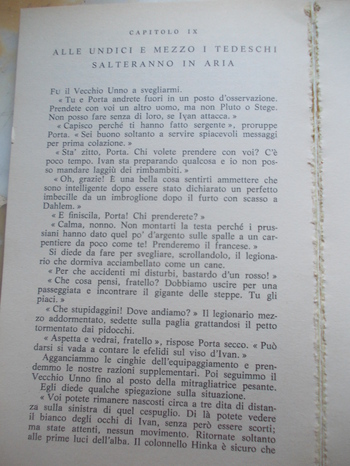 CAPITOLO IX
ALLE UNDICI E MEZZO I TEDESCHI
SALTERANNO IN ARIA
FU il Vecchio Unno a svegliarmi.
« Tu e Porta andrete fuori in un posto d'osservazione.
Prendete con voi un altro uomo, ma non Pluto o Stege.
Non posso fare senza di loro, se Ivan attacca. »
« Capisco perché ti hanno fatto sergente », proruppe
Porta. « Sei buono soltanto a servire spiacevoli messaggi
per prima colazione. »
« Sta' zitto, Porta. Chi volete prendere con voi? C'è
poco tempo. Ivan sta preparando qualcosa e io non pos-
so mandare laggiù dei rimbambiti. »
« Oh, grazie! È una bella cosa sentirti ammettere che
sono intelligente dopo essere stato dichiarato un perfetto
imbecille da un imbroglione dopo il furto con scasso a
Dahlem. »
« E finiscila, Porta! Chi prenderete? »
« Calma, nonno. Non montarti la testa perché i prus-
siani hanno dato quel po' d'argento sulle spalle a un car-
pentiere da poco come te! Prenderemo il francese. »
Si diede da fare per svegliare, scrollandolo, il legiona-
rio che dormiva acciambellato come un cane.
« Per che accidenti mi disturbi, bastardo d'un rosso! »
« Che cosa pensi, fratello? Dobbiamo uscire per una
passeggiata e incontrare il gigante delle steppe. Tu gli
piaci. »
« Che stupidaggini! Dove andiamo? » Il legionario mez-
zo addormentato, sedette sulla paglia grattandosi il petto
tormentato dai pidocchi.
« Aspetta e vedrai, fratello », rispose Porta secco. « Può
darsi si vada a contare le efelidi sul viso d'Ivan. »
Agganciammo le cinghie dell'equipaggiamento e pren-
demmo le nostre razioni supplementari. Poi seguimmo il
Vecchio Unno fino al posto della mitragliatrice pesante.
Egli diede qualche spiegazione sulla situazione.
« Voi potete rimaner nascosti circa a tre dita di distan-
za sulla sinistra di quel cespuglio. Di là potete vedere
il bianco degli occhi di Ivan, senza però essere scorti;
ma state attenti, nessun movimento. Ritornate soltanto
alle prime luci dell'alba. Il colonnello Hinka è sicuro che